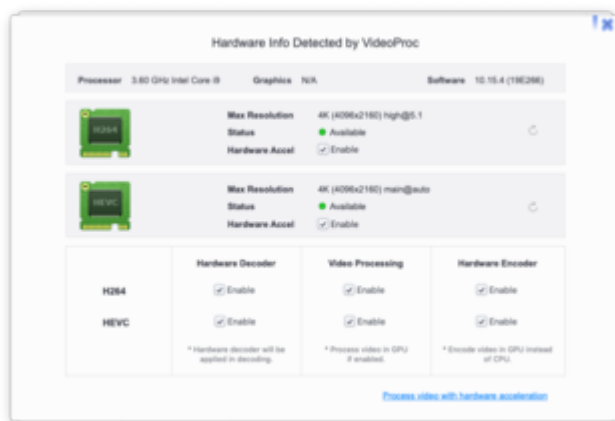 Hardware Info Detected by VideoProc
Processor 3.60 GHz Intel Core i9 Graphics N/A Software 10.15.4 (19E266)
H264
Max Resolution 4K (4096x2160) high@5.1
Status Available
Hardware Accel Enable
HEVC
Max Resolution 4K (4096x2160) main@auto
Status Available
Hardware Accel Enable
Hardware Decoder Video Processing Hardware Encoder
H264 Enable Enable Enable
HEVC Enable Enable Enable
* Hardware decoder will be * Process video in GPU * Encode video in GPU instead
applied in decoding. if enabled. of CPU.
Process video with hardware acceleration